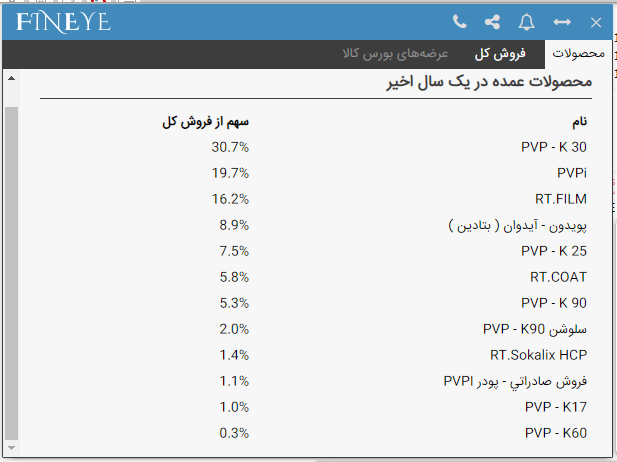 FINEYE
محصولات فروش کل عرضه‌های بورس کالا
محصولات عمده در یک سال اخیر
نام سهم از فروش کل
PVP - K 30 30.7%
PVPi 19.7%
RT.FILM 16.2%
پویدون - آیدوان ( بتادین ) 8.9%
PVP - K 25 7.5%
RT.COAT 5.8%
PVP - K 90 5.3%
سلوشن PVP - K90 2.0%
RT.Sokalix HCP 1.4%
فروش صادراتي - پودر PVPI 1.1%
PVP - K17 1.0%
PVP - K60 0.3%